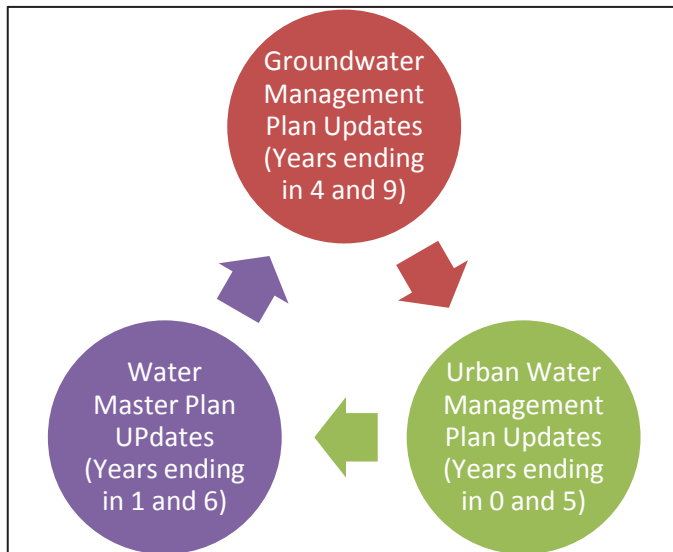 Groundwater
Management
Plan Updates
(Years ending
in 4 and 9)
Water
Master Plan
UPdates
(Years ending
in 1 and 6)
Urban Water
Management
Plan Updates
(Years ending
in 0 and 5)